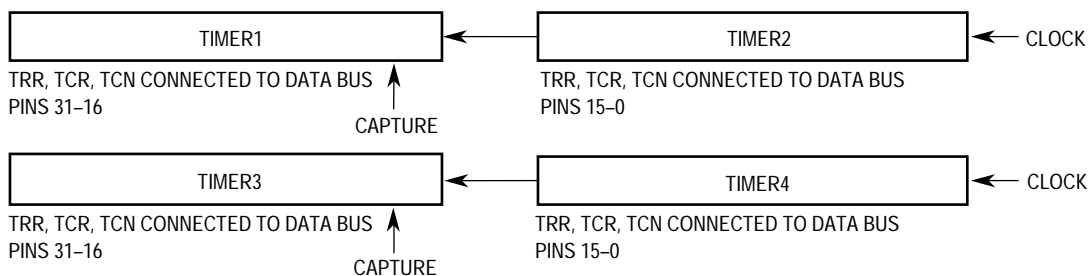 TIMER1
TIMER2
CLOCK
TRR, TCR, TCN CONNECTED TO DATA BUS
PINS 31–16
CAPTURE
TRR, TCR, TCN CONNECTED TO DATA BUS
PINS 15–0
TIMER3
TIMER4
CLOCK
TRR, TCR, TCN CONNECTED TO DATA BUS
PINS 31–16
CAPTURE
TRR, TCR, TCN CONNECTED TO DATA BUS
PINS 15–0